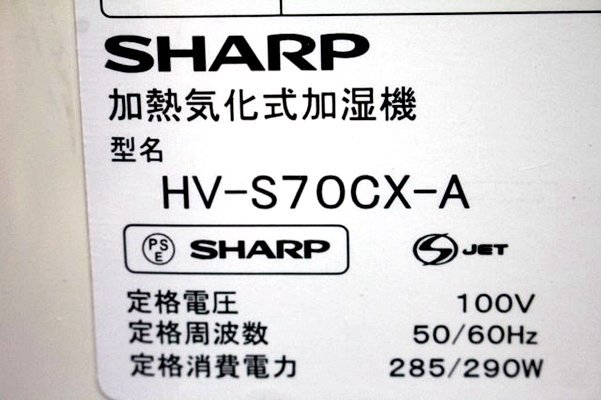 SHARP
加熱気化式加湿機
型名
HV-S70CX-A
PS E SHARP S JET
定格電圧 100V
定格周波数 50/60Hz
定格消費電力 285/290W